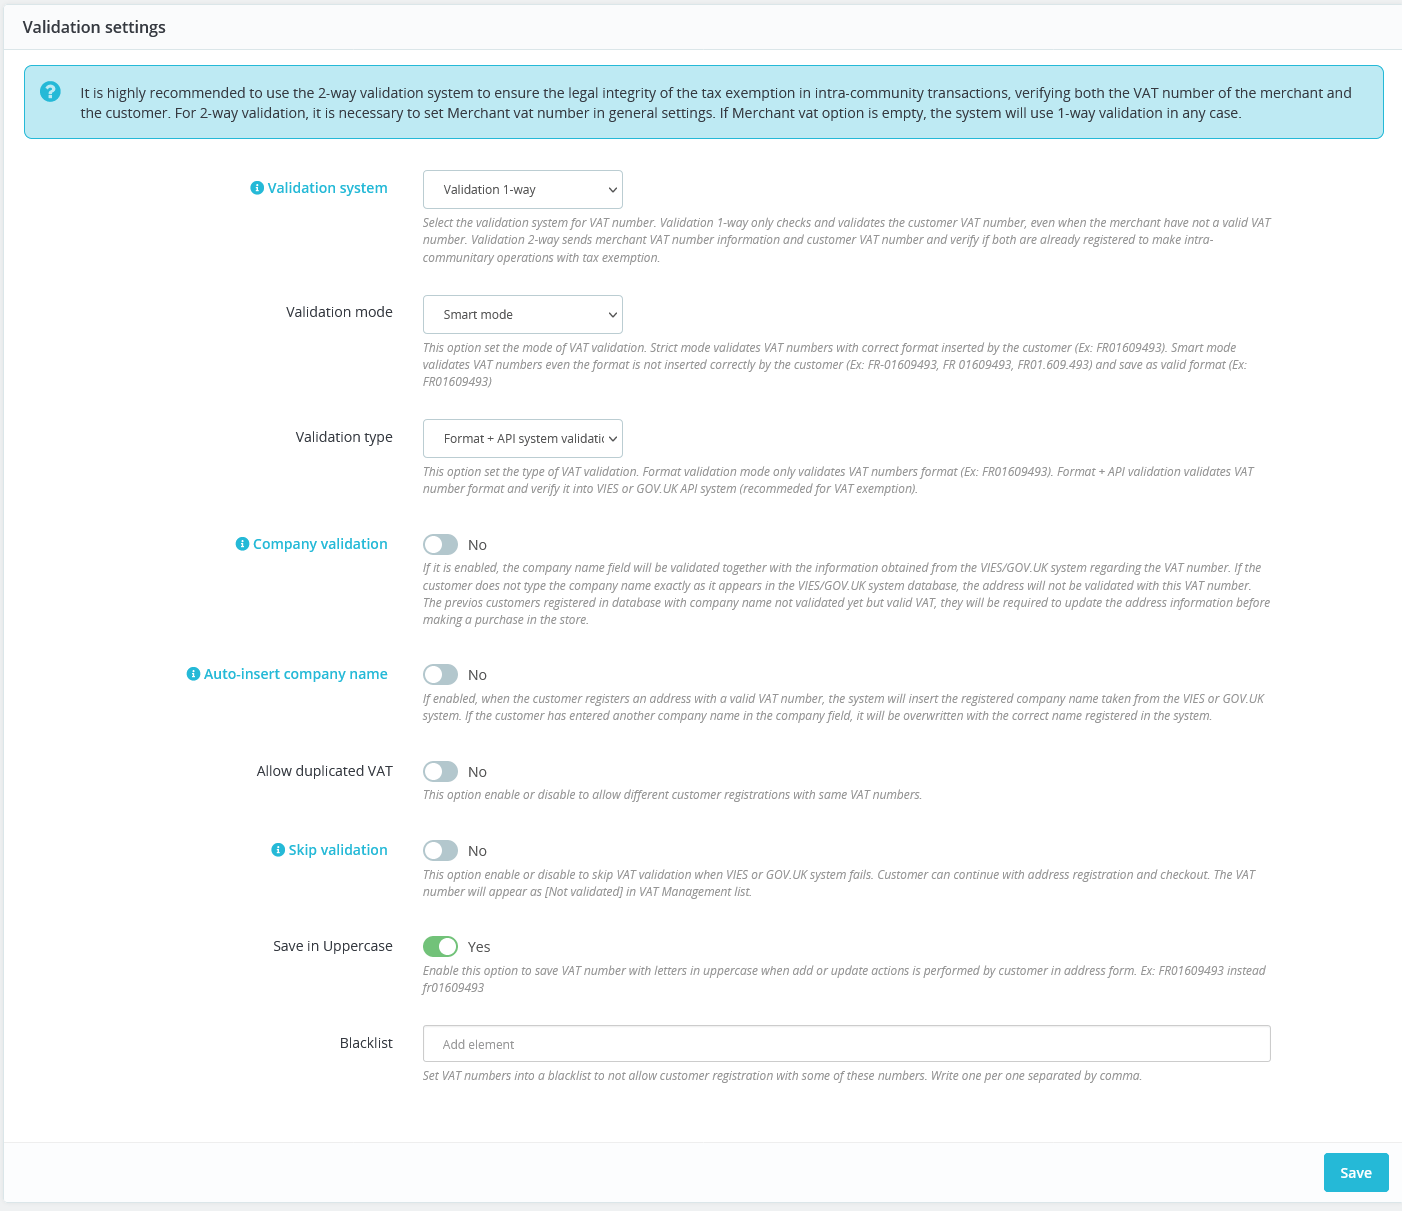 Validation settings
It is highly recommended to use the 2-way validation system to ensure the legal integrity of the tax exemption in intra-community transactions, verifying both the VAT number of the merchant and
the customer. For 2-way validation, it is necessary to set Merchant vat number in general settings. If Merchant vat option is empty, the system will use 1-way validation in any case.
Validation system
Validation 1-way
Select the validation system for VAT number. Validation 1-way only checks and validates the customer VAT number, even when the merchant have not a valid VAT
number. Validation 2-way sends merchant VAT number information and customer VAT number and verify if both are already registered to make intra-
communitary operations with tax exemption.
Validation mode
Smart mode
This option set the mode of VAT validation. Strict mode validates VAT numbers with correct format inserted by the customer (Ex: FR01609493). Smart mode
validates VAT numbers even the format is not inserted correctly by the customer (Ex: FR-01609493, FR 01609493, FR01.609.493) and save as valid format (Ex:
FR01609493)
Validation type
Format + API system validatic
This option set the type of VAT validation. Format validation mode only validates VAT numbers format (Ex: FR01609493). Format + API validation validates VAT
number format and verify it into VIES or GOV.UK API system (recommeded for VAT exemption).
Company validation
No
If it is enabled, the company name field will be validated together with the information obtained from the VIES/GOV.UK system regarding the VAT number. If the
customer does not type the company name exactly as it appears in the VIES/GOV.UK system database, the address will not be validated with this VAT number.
The previos customers registered in database with company name not validated yet but valid VAT, they will be required to update the address information before
making a purchase in the store.
Auto-insert company name
No
If enabled, when the customer registers an address with a valid VAT number, the system will insert the registered company name taken from the VIES or GOV.UK
system. If the customer has entered another company name in the company field, it will be overwritten with the correct name registered in the system.
Allow duplicated VAT
No
This option enable or disable to allow different customer registrations with same VAT numbers.
Skip validation
No
This option enable or disable to skip VAT validation when VIES or GOV.UK system fails. Customer can continue with address registration and checkout. The VAT
number will appear as [Not validated] in VAT Management list.
Save in Uppercase
Yes
Enable this option to save VAT number with letters in uppercase when add or update actions is performed by customer in address form. Ex: FR01609493 instead
fr01609493
Blacklist
Add element
Set VAT numbers into a blacklist to not allow customer registration with some of these numbers. Write one per one separated by comma.
Save